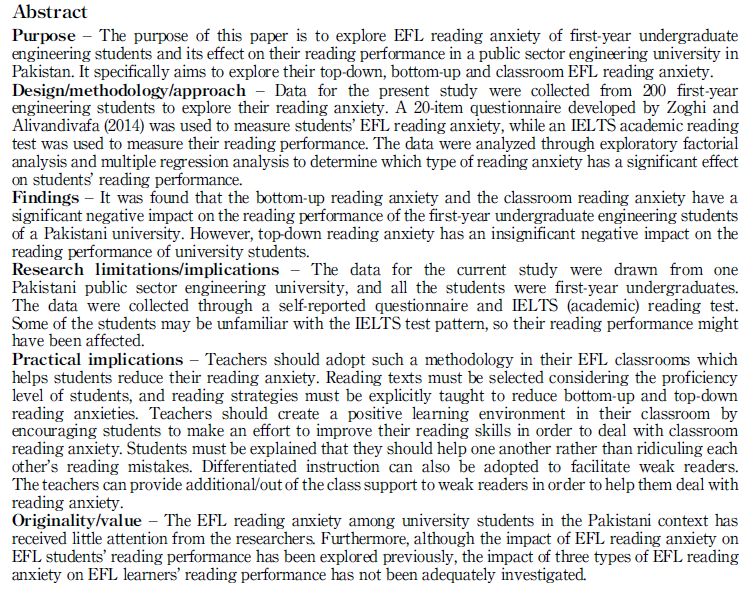 Abstract
Purpose – The purpose of this paper is to explore EFL reading anxiety of first-year undergraduate
engineering students and its effect on their reading performance in a public sector engineering university in
Pakistan. It specifically aims to explore their top-down, bottom-up and classroom EFL reading anxiety.
Design/methodology/approach – Data for the present study were collected from 200 first-year
engineering students to explore their reading anxiety. A 20-item questionnaire developed by Zoghi and
Alivandivafa (2014) was used to measure students' EFL reading anxiety, while an IELTS academic reading
test was used to measure their reading performance. The data were analyzed through exploratory factorial
analysis and multiple regression analysis to determine which type of reading anxiety has a significant effect
on students' reading performance.
Findings – It was found that the bottom-up reading anxiety and the classroom reading anxiety have a
significant negative impact on the reading performance of the first-year undergraduate engineering students
of a Pakistani university. However, top-down reading anxiety has an insignificant negative impact on the
reading performance of university students.
Research limitations/implications – The data for the current study were drawn from one
Pakistani public sector engineering university, and all the students were first-year undergraduates.
The data were collected through a self-reported questionnaire and IELTS (academic) reading test.
Some of the students may be unfamiliar with the IELTS test pattern, so their reading performance might
have been affected.
Practical implications – Teachers should adopt such a methodology in their EFL classrooms which
helps students reduce their reading anxiety. Reading texts must be selected considering the proficiency
level of students, and reading strategies must be explicitly taught to reduce bottom-up and top-down
reading anxieties. Teachers should create a positive learning environment in their classroom by
encouraging students to make an effort to improve their reading skills in order to deal with classroom
reading anxiety. Students must be explained that they should help one another rather than ridiculing each
other's reading mistakes. Differentiated instruction can also be adopted to facilitate weak readers.
The teachers can provide additional/out of the class support to weak readers in order to help them deal with
reading anxiety.
Originality/value – The EFL reading anxiety among university students in the Pakistani context has
received little attention from the researchers. Furthermore, although the impact of EFL reading anxiety on
EFL students' reading performance has been explored previously, the impact of three types of EFL reading
anxiety on EFL learners' reading performance has not been adequately investigated.